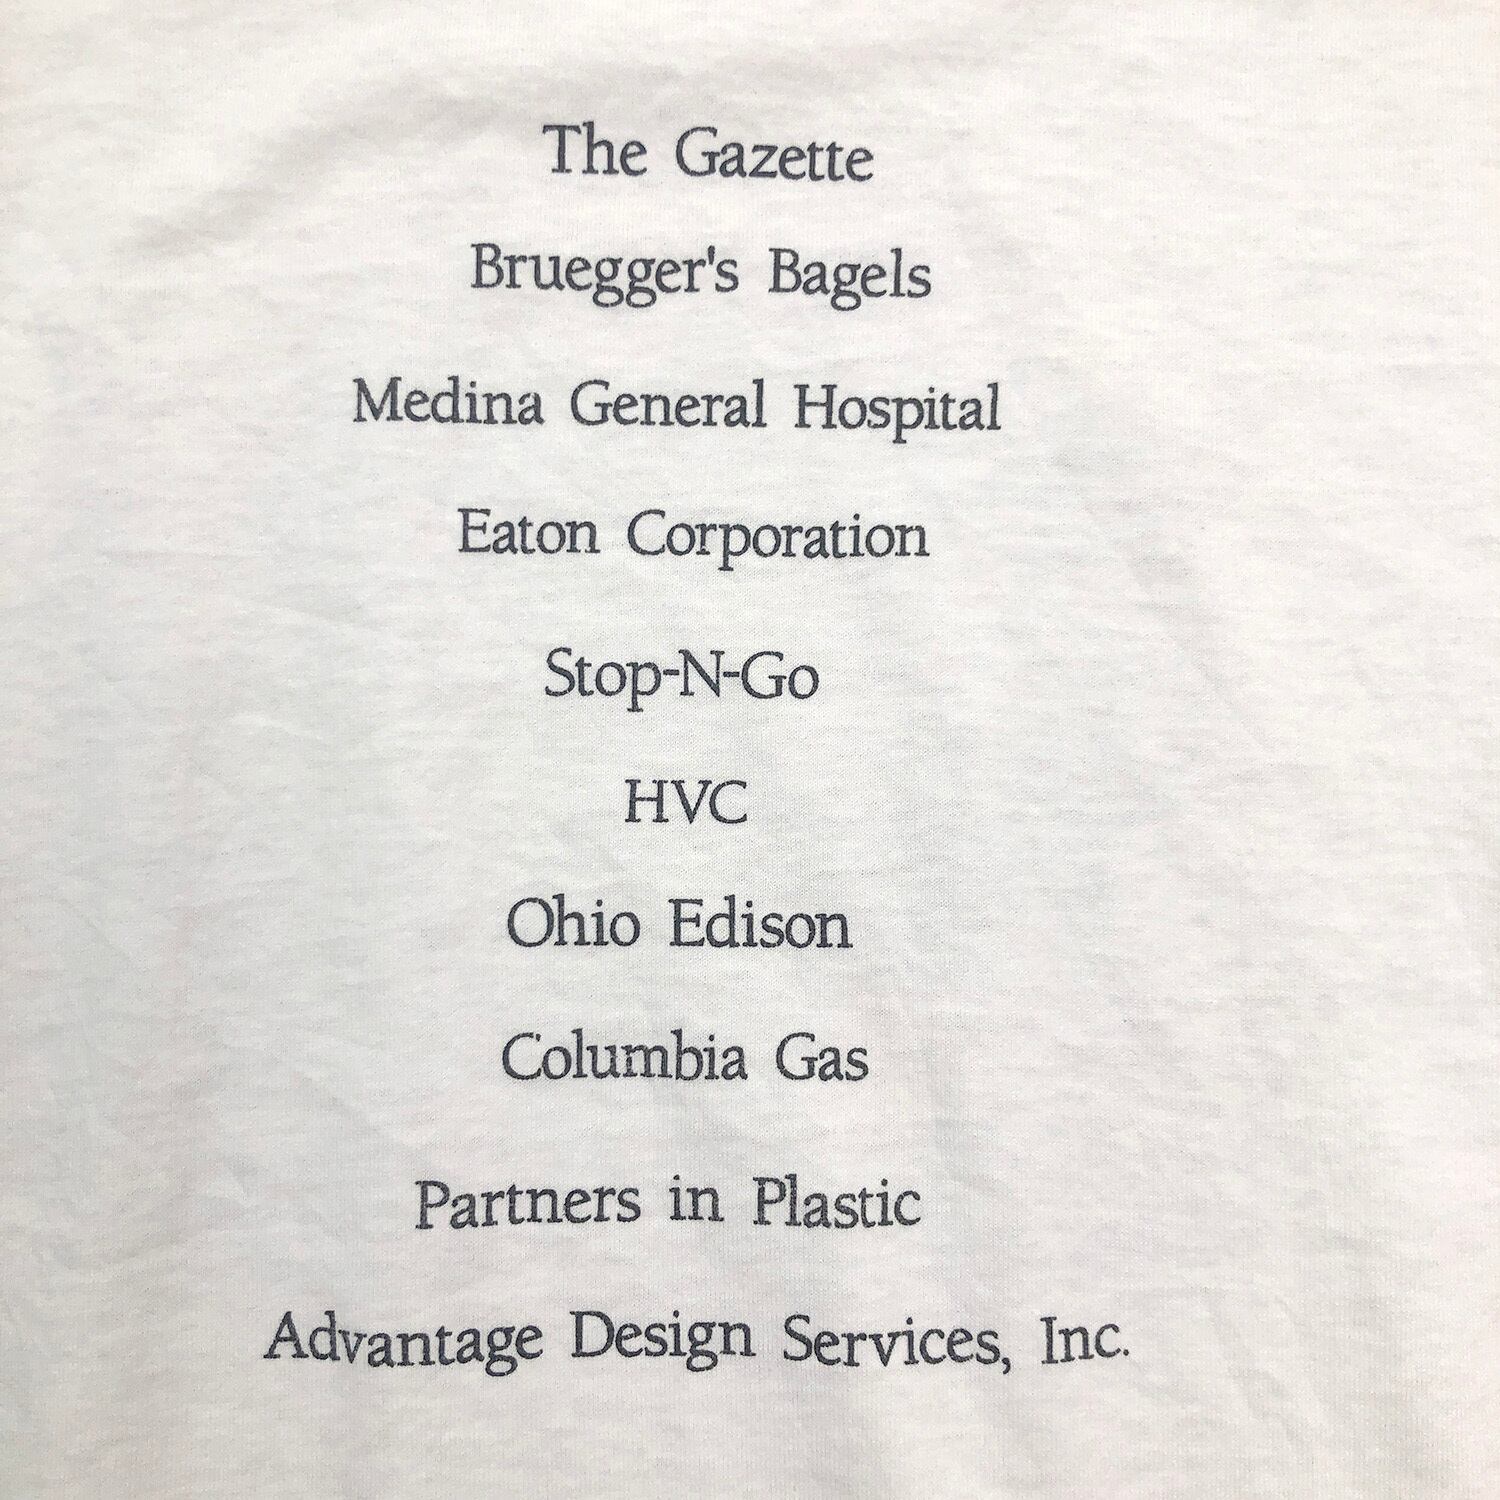 The Gazette
Bruegger's Bagels
Medina General Hospital
Eaton Corporation
Stop-N-Go
HVC
Ohio Edison
Columbia Gas
Partners in Plastic
Advantage Design Services, Inc.